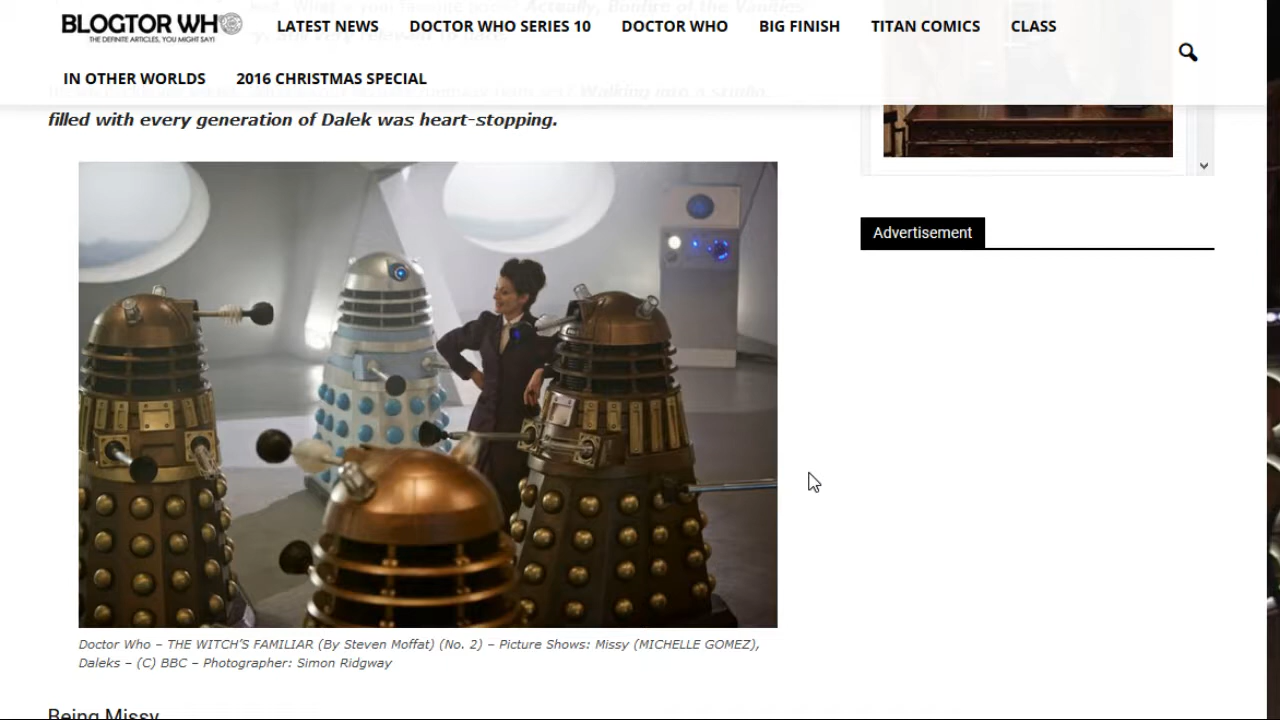 BLOGTOR WHO
THE DEFINITE ARTICLES, YOU MIGHT SAY!
LATEST NEWS
DOCTOR WHO SERIES 10
DOCTOR WHO
BIG FINISH
TITAN COMICS
CLASS
IN OTHER WORLDS
2016 CHRISTMAS SPECIAL
Walking into a studio
filled with every generation of Dalek was heart-stopping.
Advertisement
Doctor Who – THE WITCH'S FAMILIAR (By Steven Moffat) (No. 2) – Picture Shows: Missy (MICHELLE GOMEZ),
Daleks – (C) BBC – Photographer: Simon Ridgway
Being Missy